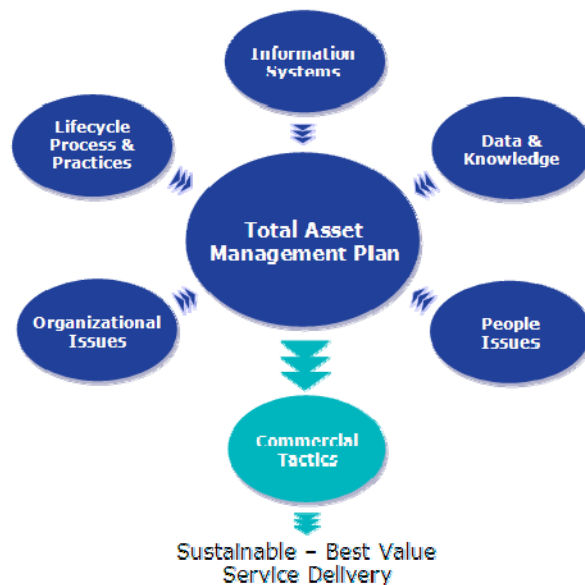 Information
Systems
Lifecycle
Process &
Practices
Data &
Knowledge
Total Asset
Management Plan
Organizational
Issues
People
Issues
Commercial
Tactics
Sustainable – Best Value
Service Delivery